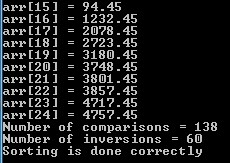 arr[15] = 94.45
arr[16] = 1232.45
arr[17] = 2078.45
arr[18] = 2723.45
arr[19] = 3180.45
arr[20] = 3748.45
arr[21] = 3801.45
arr[22] = 3857.45
arr[23] = 4717.45
arr[24] = 4757.45
Number of comparisons = 138
Number of inversions = 60
Sorting is done correctly